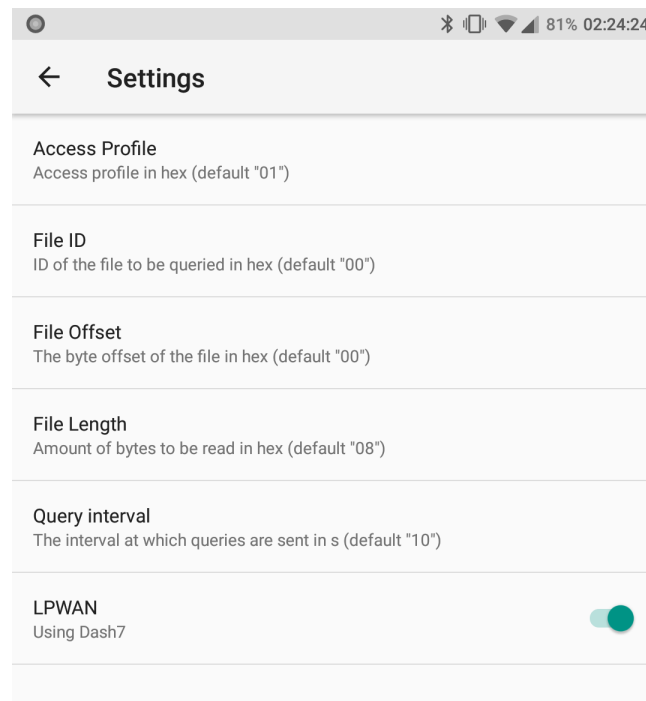 81% 02:24:24
Settings
Access Profile
Access profile in hex (default "01")
File ID
ID of the file to be queried in hex (default "00")
File Offset
The byte offset of the file in hex (default "00")
File Length
Amount of bytes to be read in hex (default "08")
Query interval
The interval at which queries are sent in s (default "10")
LPWAN
Using Dash7